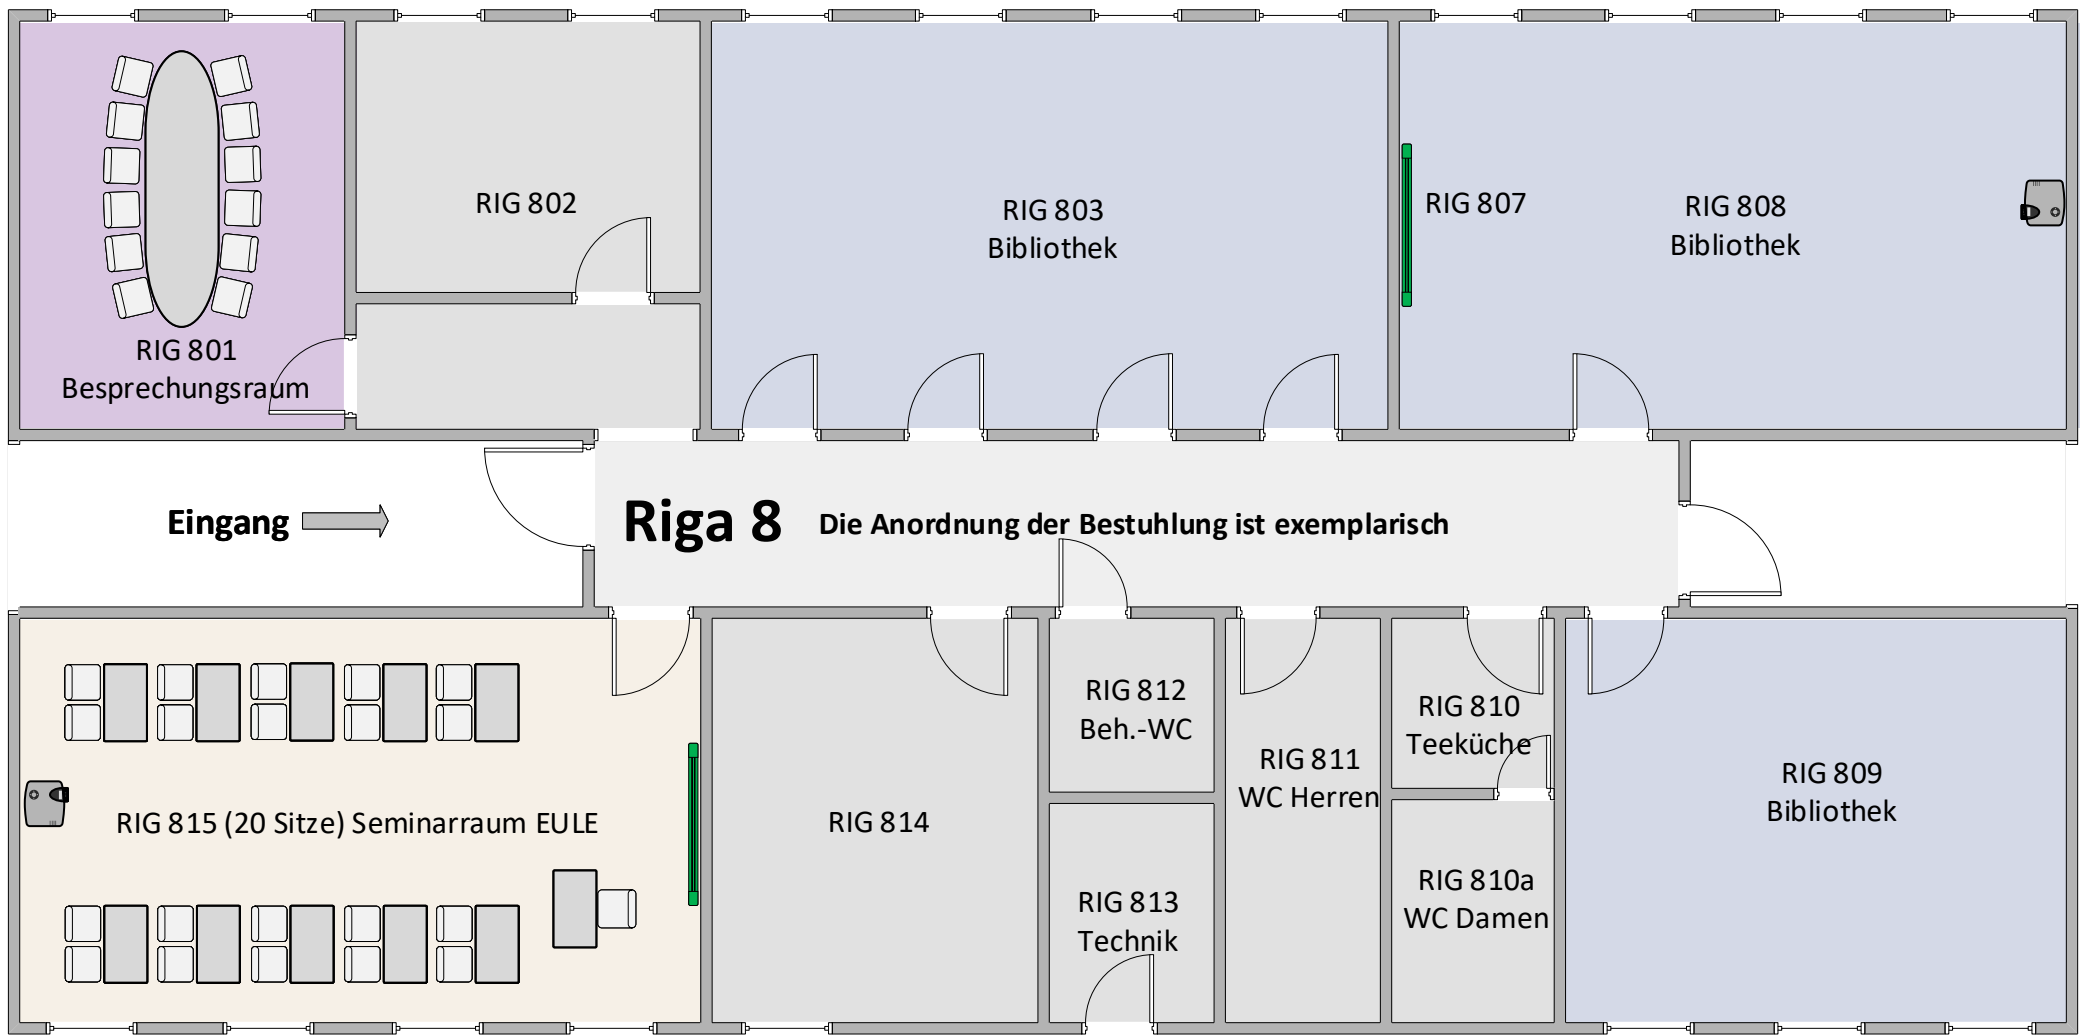 RIG 802
RIG 803
Bibliothek
RIG 807
RIG 808
Bibliothek
RIG 801
Besprechungsraum
Eingang
Riga 8
Die Anordnung der Bestuhlung ist exemplarisch
RIG 815 (20 Sitze) Seminarraum EULE
RIG 814
RIG 812
Beh.-WC
RIG 813
Technik
RIG 811
WC Herren
RIG 810
Teeküche
RIG 810a
WC Damen
RIG 809
Bibliothek